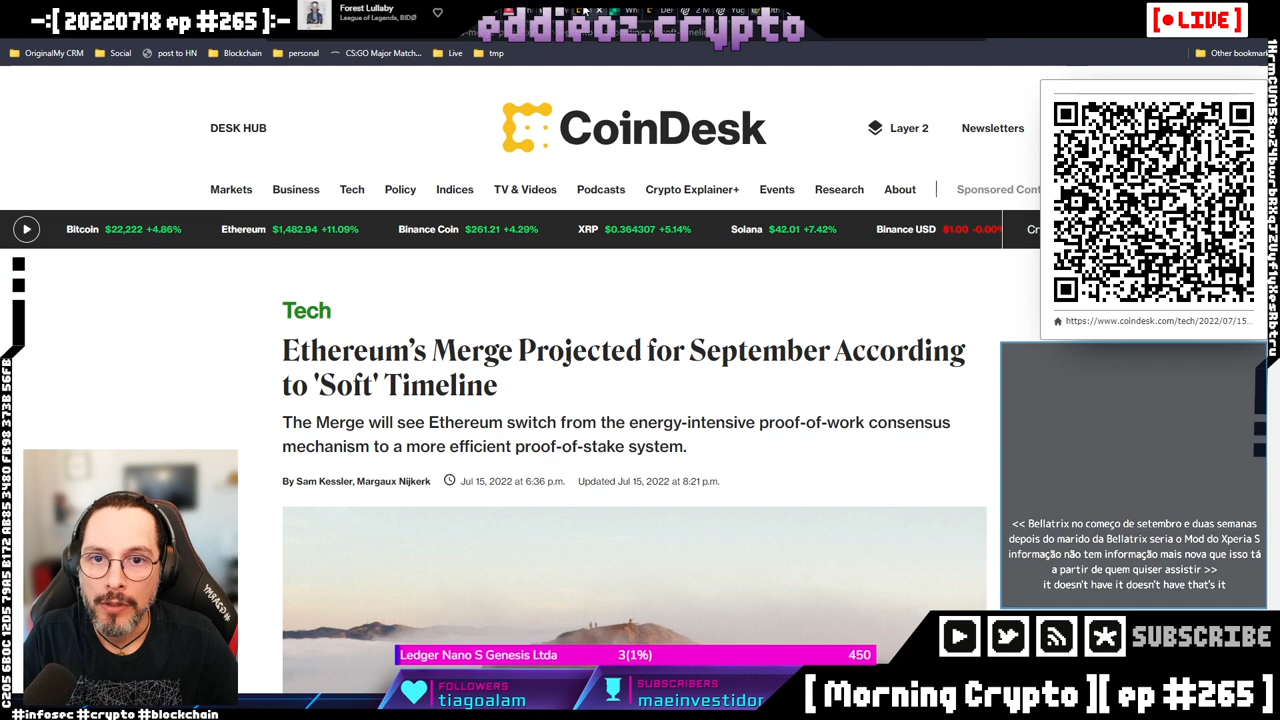 -:[ 20220718 ep #265 ]:-
Forest Lullaby
League of Legends, BIDØ
eddieoz.crypto
[ • LIVE ]
OriginalMy CRM
Social
post to HN
Blockchain
personal
CS:GO Major Match...
Live
tmp
Other bookmar
DESK HUB
CoinDesk
Layer 2
Newsletters
Markets
Business
Tech
Policy
Indices
TV & Videos
Podcasts
Crypto Explainer+
Events
Research
About
Sponsored Cont
Bitcoin $22,222 +4.86%
Ethereum $1,482.94 +11.09%
Binance Coin $261.21 +4.29%
XRP $0.364307 +5.14%
Solana $42.01 +7.42%
Binance USD $1.00 -0.00%
Cr
https://www.coindesk.com/tech/2022/07/15...
Tech
Ethereum's Merge Projected for September According
to 'Soft' Timeline
The Merge will see Ethereum switch from the energy-intensive proof-of-work consensus
mechanism to a more efficient proof-of-stake system.
By Sam Kessler, Margaux Nijkerk
Jul 15, 2022 at 6:36 p.m.
Updated Jul 15, 2022 at 8:21 p.m.
<< Bellatrix no começo de setembro e duas semanas
depois do marido da Bellatrix seria o Mod do Xperia S
informação não tem informação mais nova que isso tá
a partir de quem quiser assistir >>
it doesn't have it doesn't have that's it
Ledger Nano S Genesis Ltda
3(1%)
450
FOLLOWERS
tiagoalam
SUBSCRIBERS
maeinvestidor
SUBSCRIBE
[ Morning Crypto ][ ep #265 ]
#infosec #crypto #blockchain